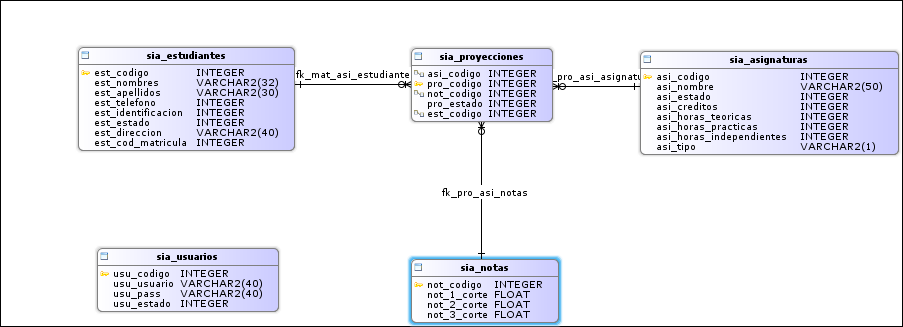 sia_estudiantes
est_codigo INTEGER
est_nombres VARCHAR2(32)
est_apellidos VARCHAR2(30)
est_telefono INTEGER
est_identificacion INTEGER
est_estado INTEGER
est_direccion VARCHAR2(40)
est_cod_matricula INTEGER
fk_mat_asi_estudiante
sia_proyecciones
asi_codigo INTEGER
pro_codigo INTEGER
not_codigo INTEGER
pro_estado INTEGER
est_codigo INTEGER
_pro_asi_asignatu
sia_asignaturas
asi_codigo INTEGER
asi_nombre VARCHAR2(50)
asi_estado INTEGER
asi_creditos INTEGER
asi_horas_teoricas INTEGER
asi_horas_practicas INTEGER
asi_horas_independientes INTEGER
asi_tipo VARCHAR2(1)
fk_pro_asi_notas
sia_usuarios
usu_codigo INTEGER
usu_usuario VARCHAR2(40)
usu_pass VARCHAR2(40)
usu_estado INTEGER
sia_notas
not_codigo INTEGER
not_1_corte FLOAT
not_2_corte FLOAT
not_3_corte FLOAT